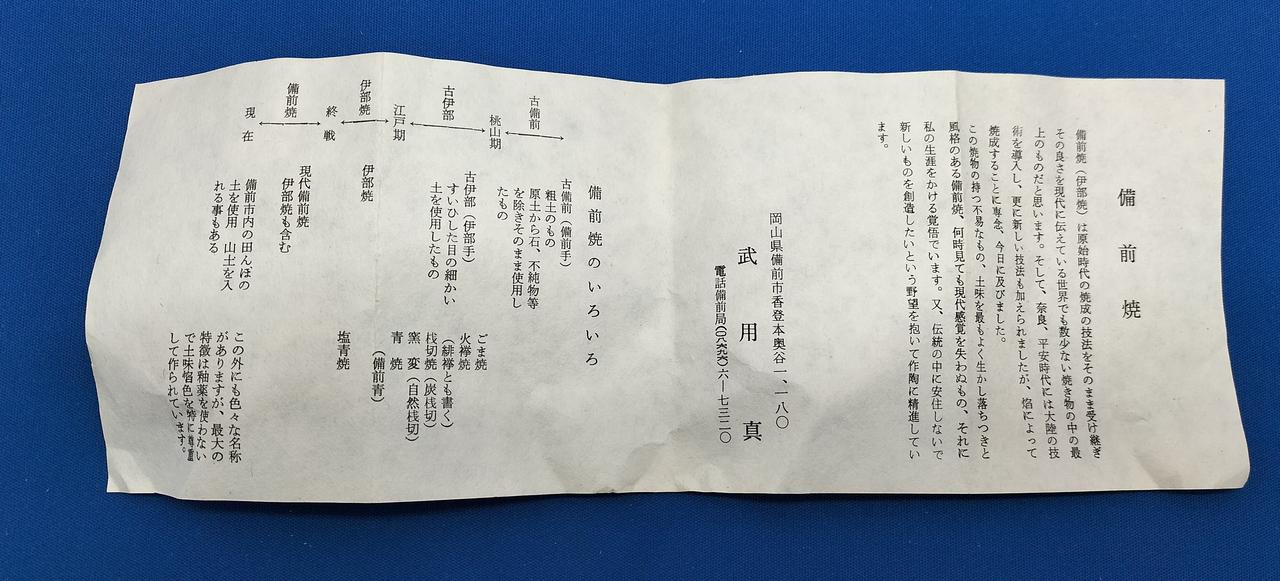 備前焼
備前焼（伊部焼）は原始時代の焼成の技法をそのまま受け継ぎ
その良さを現代に伝えている世界でも数少ない焼き物の中の最
上のものだと思います。そして、奈良、平安時代には大陸の技
術を導入し、更に新しい技法も加えられましたが、焰によって
焼成することに専念、今日に及びました。
この焼物の持つ不易なもの、土味を最もよく生かし落ちつきと
風格のある備前焼、何時見ても現代感覚を失わぬもの、それに
私の生涯をかける覚悟でいます。又、伝統の中に安住しないで
新しいものを創造したいという野望を抱いて作陶に精進してい
ます。
岡山県備前市香登本奥谷一、一八〇
武用真
電話備前局(〇八六九六)六ー七三二〇
備前焼のいろいろ
古備前
桃山期
古伊部
江戸期
伊部焼
終戦
備前焼
現在
古備前（備前手）
粗土のもの
原土から石、不純物等
を除きそのまま使用し
たもの
古伊部（伊部手）
すいひした目の細かい
土を使用したもの
伊部焼
現代備前焼
伊部焼も含む
備前市内の田んぼの
土を使用 山土を入
れる事もある
ごま焼
火襷焼
（緋襷とも書く）
桟切焼（炭桟切）
窯変（自然桟切）
青焼
（備前青）
塩青焼
この外にも色々な名称
がありますが、最大の
特徴は釉薬を使わない
で土味焰色を特に尊重
して作られています。